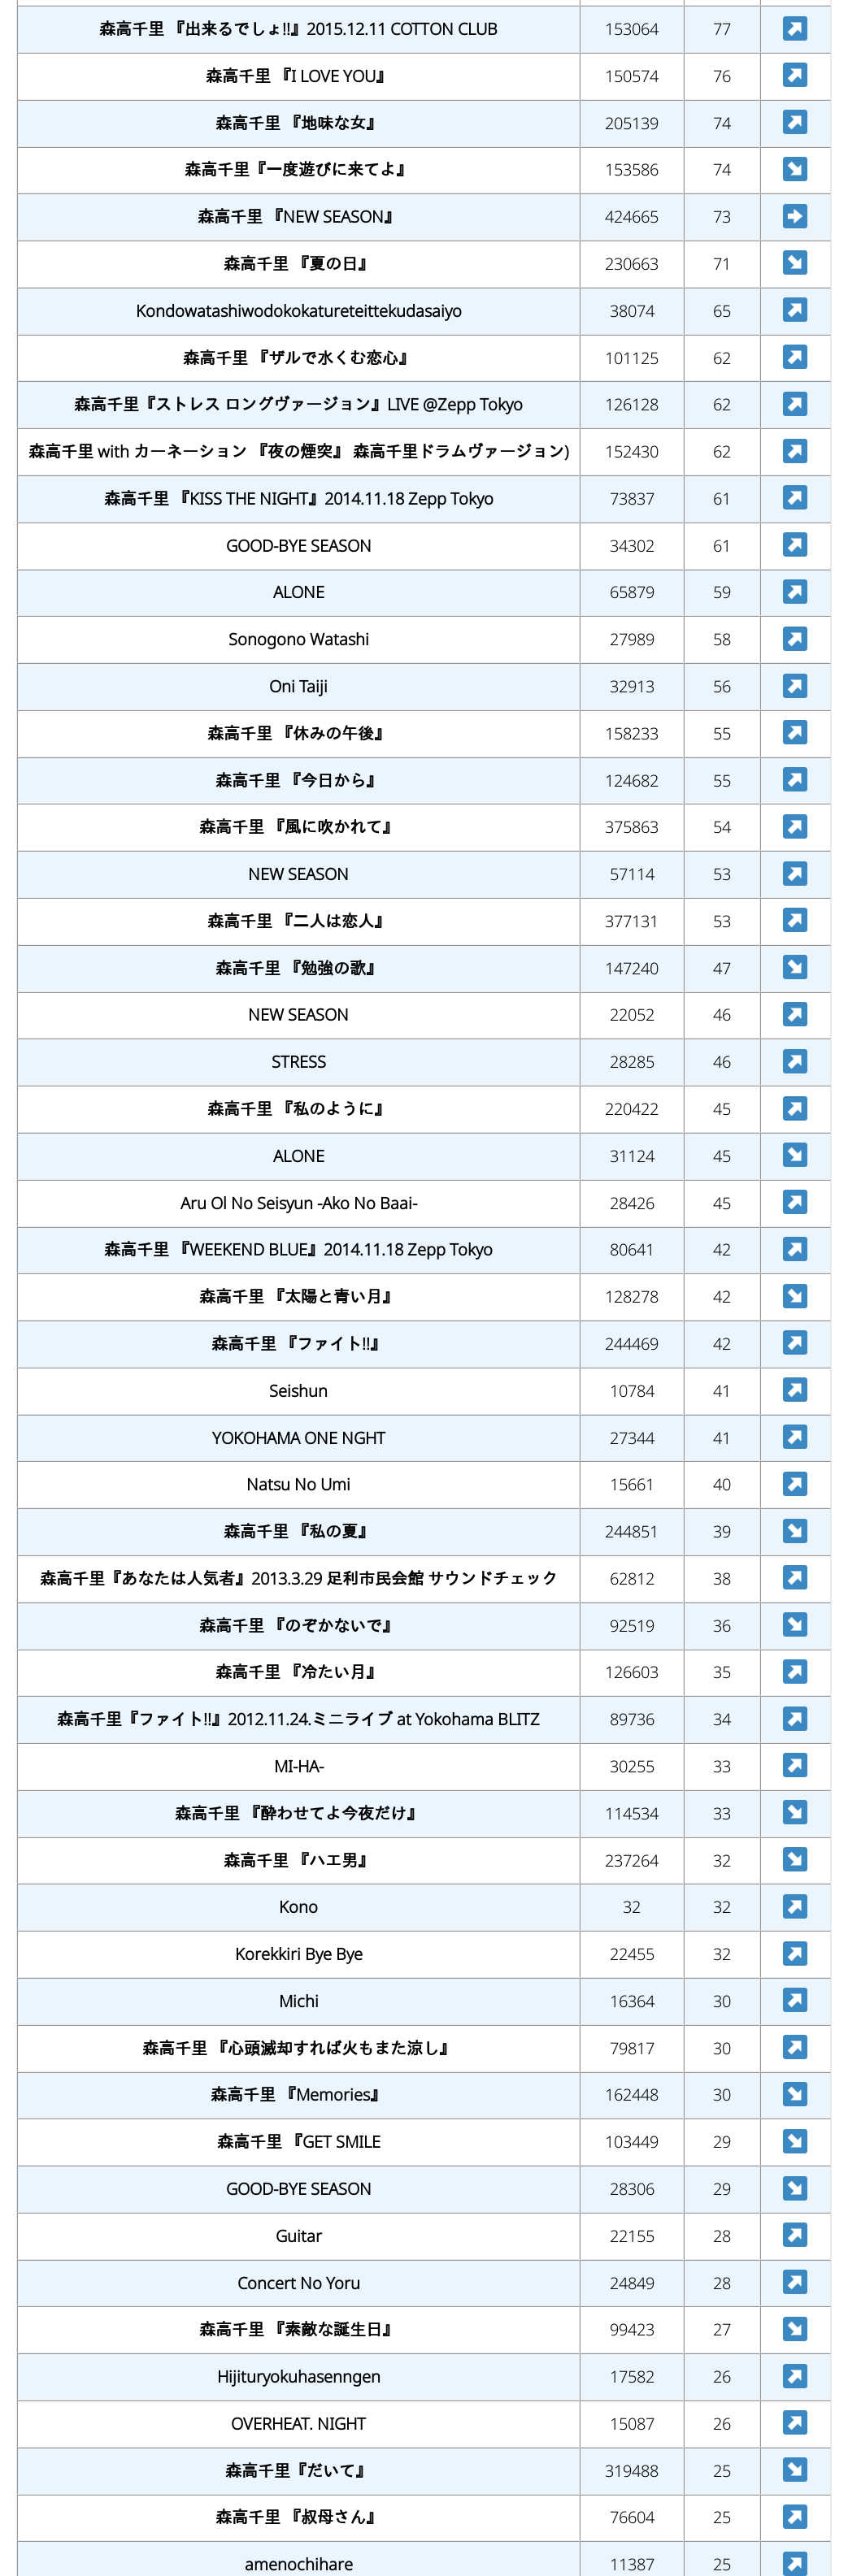 森高千里 『出来るでしょ!!』2015.12.11 COTTON CLUB 153064 77
森高千里 『I LOVE YOU』 150574 76
森高千里 『地味な女』 205139 74
森高千里『一度遊びに来てよ』 153586 74
森高千里 『NEW SEASON』 424665 73
森高千里 『夏の日』 230663 71
Kondowatashiwodokokatureteittekudasaiyo 38074 65
森高千里 『ザルで水くむ恋心』 101125 62
森高千里『ストレス ロングヴァージョン』LIVE @Zepp Tokyo 126128 62
森高千里 with カーネーション 『夜の煙突』 森高千里ドラムヴァージョン) 152430 62
森高千里 『KISS THE NIGHT』2014.11.18 Zepp Tokyo 73837 61
GOOD-BYE SEASON 34302 61
ALONE 65879 59
Sonogono Watashi 27989 58
Oni Taiji 32913 56
森高千里 『休みの午後』 158233 55
森高千里 『今日から』 124682 55
森高千里 『風に吹かれて』 375863 54
NEW SEASON 57114 53
森高千里 『二人は恋人』 377131 53
森高千里 『勉強の歌』 147240 47
NEW SEASON 22052 46
STRESS 28285 46
森高千里 『私のように』 220422 45
ALONE 31124 45
Aru Ol No Seisyun -Ako No Baai- 28426 45
森高千里 『WEEKEND BLUE』2014.11.18 Zepp Tokyo 80641 42
森高千里 『太陽と青い月』 128278 42
森高千里 『ファイト!!』 244469 42
Seishun 10784 41
YOKOHAMA ONE NGHT 27344 41
Natsu No Umi 15661 40
森高千里 『私の夏』 244851 39
森高千里『あなたは人気者』2013.3.29 足利市民会館 サウンドチェック 62812 38
森高千里 『のぞかないで』 92519 36
森高千里 『冷たい月』 126603 35
森高千里『ファイト!!』2012.11.24.ミニライブ at Yokohama BLITZ 89736 34
MI-HA- 30255 33
森高千里 『酔わせてよ今夜だけ』 114534 33
森高千里 『ハエ男』 237264 32
Kono 32 32
Korekkiri Bye Bye 22455 32
Michi 16364 30
森高千里 『心頭滅却すれば火もまた涼し』 79817 30
森高千里 『Memories』 162448 30
森高千里 『GET SMILE 103449 29
GOOD-BYE SEASON 28306 29
Guitar 22155 28
Concert No Yoru 24849 28
森高千里 『素敵な誕生日』 99423 27
Hijituryokuhasenngen 17582 26
OVERHEAT. NIGHT 15087 26
森高千里『だいて』 319488 25
森高千里 『叔母さん』 76604 25
amenochihare 11387 25